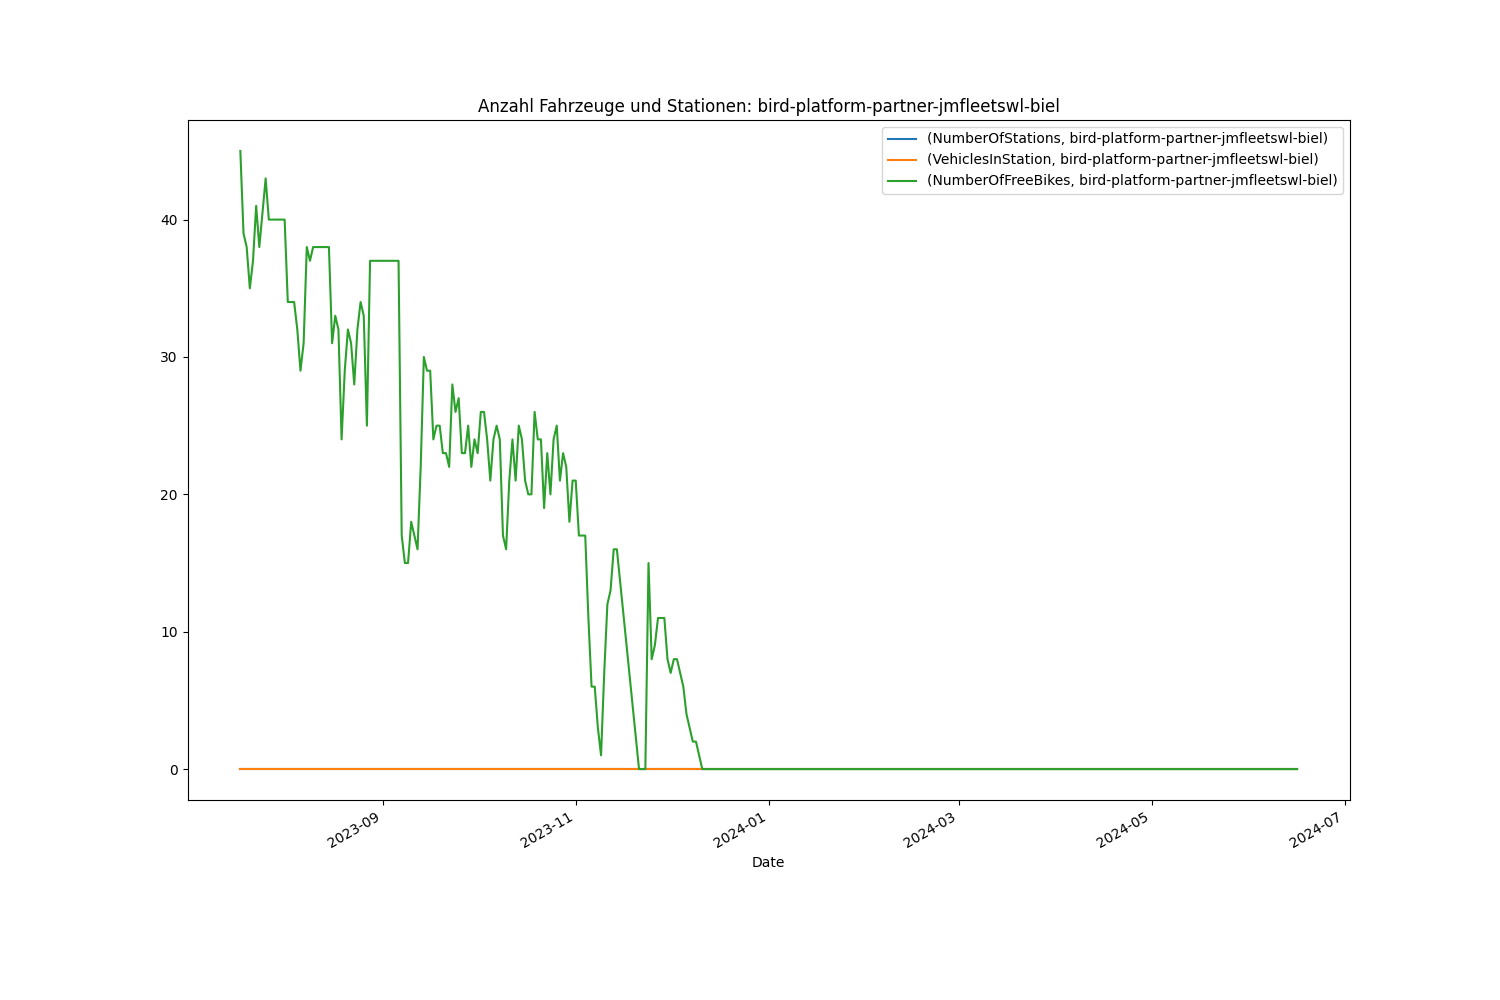 Anzahl Fahrzeuge und Stationen: bird-platform-partner-jmfleetswl-biel
(NumberOfStations, bird-platform-partner-jmfleetswl-biel)
(VehiclesInStation, bird-platform-partner-jmfleetswl-biel)
(NumberOfFreeBikes, bird-platform-partner-jmfleetswl-biel)
40
30
20
10
0
2023-09
2023-11
2024-01
2024-03
2024-05
2024-07
Date